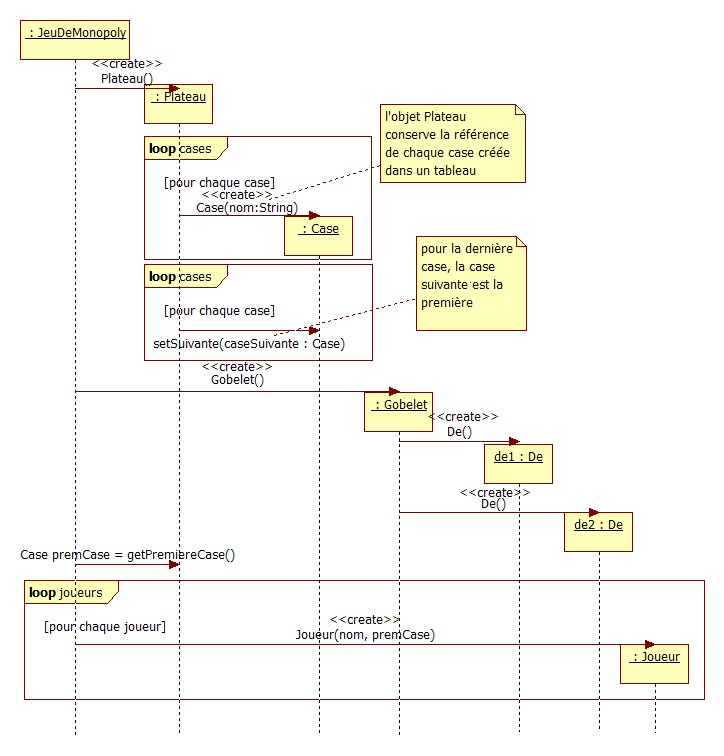 : JeuDeMonopoly
<<create>>
Plateau()
: Plateau
l'objet Plateau
conserve la référence
de chaque case créée
dans un tableau
loop cases
[pour chaque case]
<<create>>
Case(nom:String)
: Case
pour la dernière
case, la case
suivante est la
première
loop cases
[pour chaque case]
setSuivante(caseSuivante : Case)
<<create>>
Gobelet()
: Gobelet
<<create>>
De()
de1 : De
<<create>>
De()
de2 : De
Case premCase = getPremiereCase()
loop joueurs
[pour chaque joueur]
<<create>>
Joueur(nom, premCase)
: Joueur